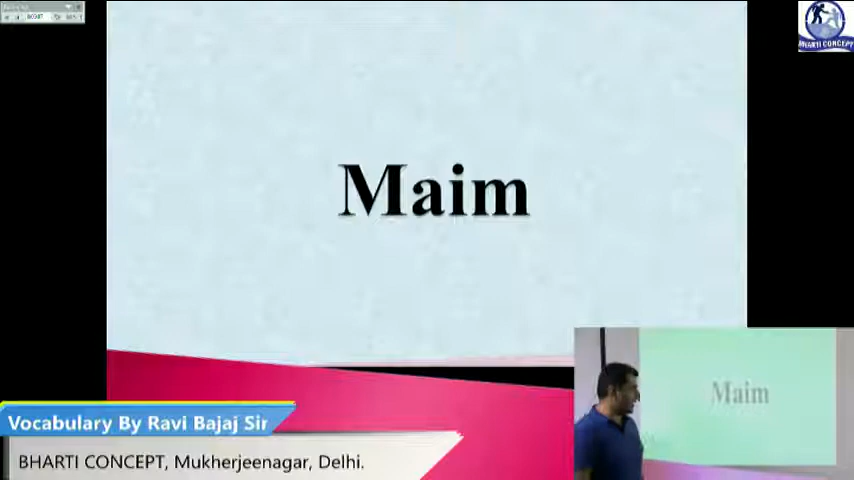 BHARTI CONCEPT
Maim
Maim
Vocabulary By Ravi Bajaj Sir
BHARTI CONCEPT, Mukherjeenagar, Delhi.